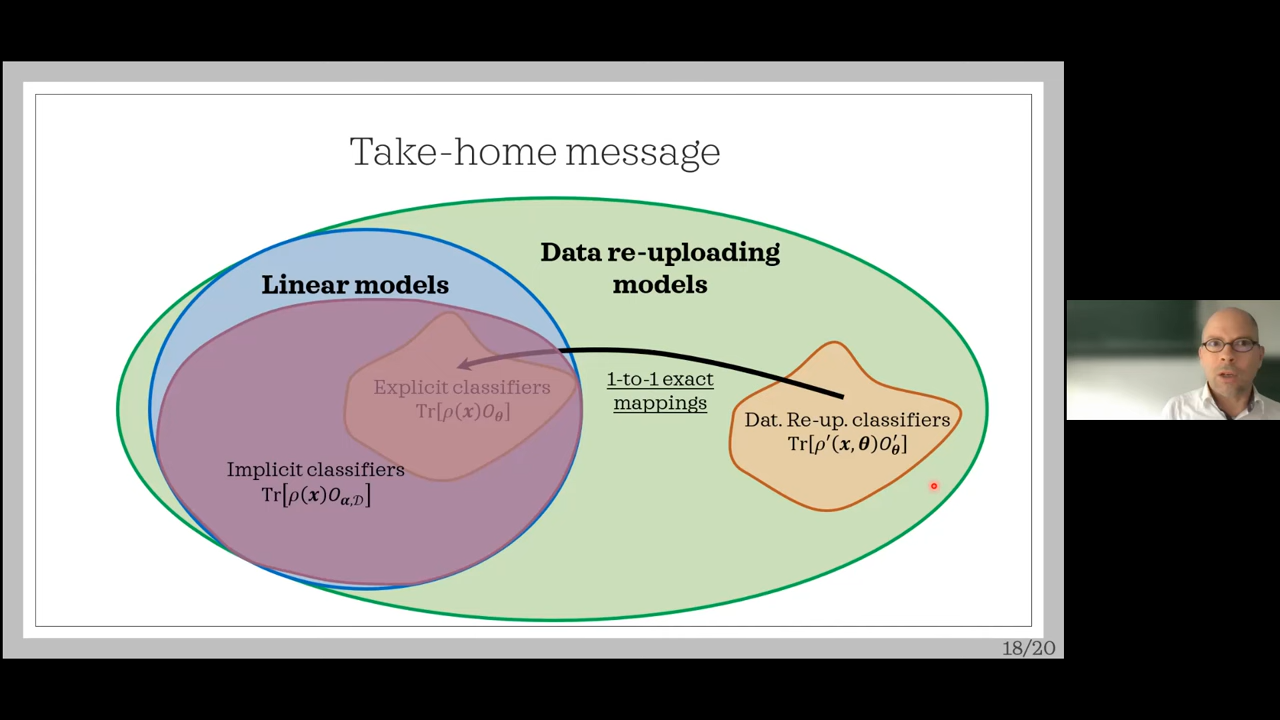 Take-home message
Data re-uploading
models
Linear models
1-to-1 exact
mappings
Explicit classifiers
Tr[ρ(𝒙)O_𝜽]
Dat. Re-up. classifiers
Tr[ρ′(𝒙, 𝜽)O′_𝜽]
Implicit classifiers
Tr[ρ(𝒙)O_𝜶,𝒟]
18/20